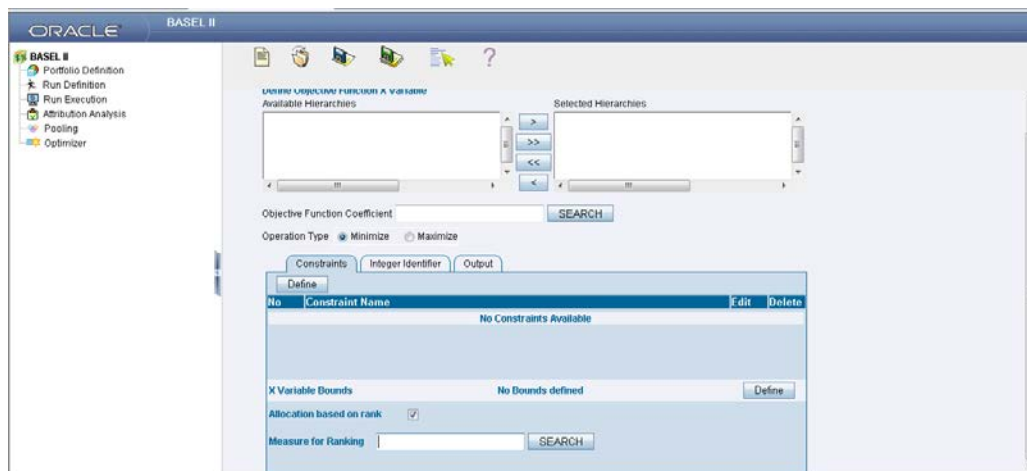 ORACLE BASEL II
BASEL II
Portfolio Definition
Run Definition
Run Execution
Attribution Analysis
Pooling
Optimizer
?
Define Objective Function X Variable
Available Hierarchies Selected Hierarchies
>
>>
<<
<
Objective Function Coefficient SEARCH
Operation Type Minimize Maximize
Constraints Integer Identifier Output
Define
No Constraint Name Edit Delete
No Constraints Available
X Variable Bounds No Bounds defined Define
Allocation based on rank
Measure for Ranking SEARCH